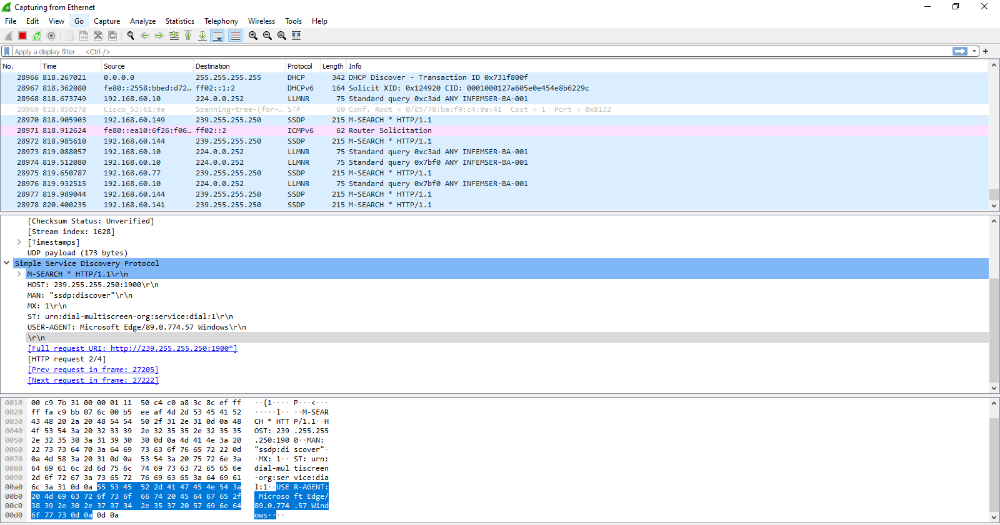 Capturing from Ethernet
File Edit View Go Capture Analyze Statistics Telephony Wireless Tools Help
Apply a display filter ... <Ctrl-/>
No. Time Source Destination Protocol Length Info
28966 818.267021 0.0.0.0 255.255.255.255 DHCP 342 DHCP Discover - Transaction ID 0x731f800f
28967 818.362080 fe80::2558:bbed:d72... ff02::1:2 DHCPv6 164 Solicit XID: 0x124920 CID: 0001000127a605e0e454e8b6229c
28968 818.673749 192.168.60.10 224.0.0.252 LLMNR 75 Standard query 0xc3ad ANY INFEMSER-BA-001
28969 818.850278 Cisco_53:61:9a Spanning-tree-(for-... STP 60 Conf. Root = 0/85/78:ba:f9:c4:9a:41 Cost = 1 Port = 0x8132
28970 818.905903 192.168.60.149 239.255.255.250 SSDP 215 M-SEARCH * HTTP/1.1
28971 818.912624 fe80::ea10:6f26:f06... ff02::2 ICMPv6 62 Router Solicitation
28972 818.985610 192.168.60.144 239.255.255.250 SSDP 215 M-SEARCH * HTTP/1.1
28973 819.088057 192.168.60.10 224.0.0.252 LLMNR 75 Standard query 0xc3ad ANY INFEMSER-BA-001
28974 819.512080 192.168.60.10 224.0.0.252 LLMNR 75 Standard query 0x7bf0 ANY INFEMSER-BA-001
28975 819.650787 192.168.60.77 239.255.255.250 SSDP 215 M-SEARCH * HTTP/1.1
28976 819.932515 192.168.60.10 224.0.0.252 LLMNR 75 Standard query 0x7bf0 ANY INFEMSER-BA-001
28977 819.989044 192.168.60.144 239.255.255.250 SSDP 215 M-SEARCH * HTTP/1.1
28978 820.400235 192.168.60.141 239.255.255.250 SSDP 215 M-SEARCH * HTTP/1.1
[Checksum Status: Unverified]
[Stream index: 1628]
[Timestamps]
UDP payload (173 bytes)
Simple Service Discovery Protocol
M-SEARCH * HTTP/1.1\r\n
HOST: 239.255.255.250:1900\r\n
MAN: "ssdp:discover"\r\n
MX: 1\r\n
ST: urn:dial-multiscreen-org:service:dial:1\r\n
USER-AGENT: Microsoft Edge/89.0.774.57 Windows\r\n
\r\n
[Full request URI: http://239.255.255.250:1900*]
[HTTP request 2/4]
[Prev request in frame: 27205]
[Next request in frame: 27222]
0010 00 c9 7b 31 00 00 01 11 50 c4 c0 a8 3c 8c ef ff ··{1···· P···<···
0020 ff fa c9 bb 07 6c 00 b5 ee af 4d 2d 53 45 41 52 ·····l·· ··M-SEAR
0030 43 48 20 2a 20 48 54 54 50 2f 31 2e 31 0d 0a 48 CH * HTT P/1.1··H
0040 4f 53 54 3a 20 32 33 39 2e 32 35 35 2e 32 35 35 OST: 239 .255.255
0050 2e 32 35 30 3a 31 39 30 30 0d 0a 4d 41 4e 3a 20 .250:190 0··MAN:
0060 22 73 73 64 70 3a 64 69 73 63 6f 76 65 72 22 0d "ssdp:di scover"·
0070 0a 4d 58 3a 20 31 0d 0a 53 54 3a 20 75 72 6e 3a ·MX: 1·· ST: urn:
0080 64 69 61 6c 2d 6d 75 6c 74 69 73 63 72 65 65 6e dial-mul tiscreen
0090 2d 6f 72 67 3a 73 65 72 76 69 63 65 3a 64 69 61 -org:ser vice:dia
00a0 6c 3a 31 0d 0a 55 53 45 52 2d 41 47 45 4e 54 3a l:1··USE R-AGENT:
00b0 20 4d 69 63 72 6f 73 6f 66 74 20 45 64 67 65 2f Microso ft Edge/
00c0 38 39 2e 30 2e 37 37 34 2e 35 37 20 57 69 6e 64 89.0.774 .57 Wind
00d0 6f 77 73 0d 0a 0d 0a ows····